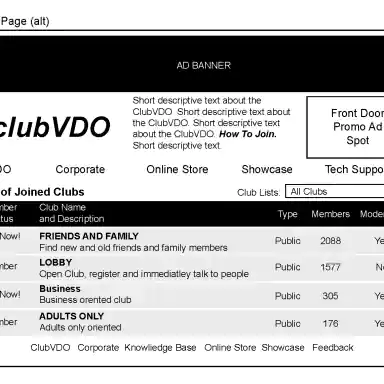 Page (alt)
AD BANNER
clubVDO
Short descriptive text about the
ClubVDO Short descriptive text about
the ClubVDO. Short descriptive text
about the ClubVDO. How To Join.
Short descriptive text
Front Door
Promo Ad
Spot
DO Corporate Online Store Showcase Tech Suppo
of Joined Clubs Club Lists: All Clubs
mber
atus
Club Name
and Description
Type Members Mode
Now!
FRIENDS AND FAMILY
Find new and old friends and family members
Public 2088 Ye
mber
LOBBY
Open Club, register and immediatley talk to people
Public 1577 N
Now!
Business
Business orented club
Public 305 Ye
mber
ADULTS ONLY
Adults only oriented
Public 176 Ye
ClubVDO Corporate Knowliedge Base Online Store Showcase Feedback